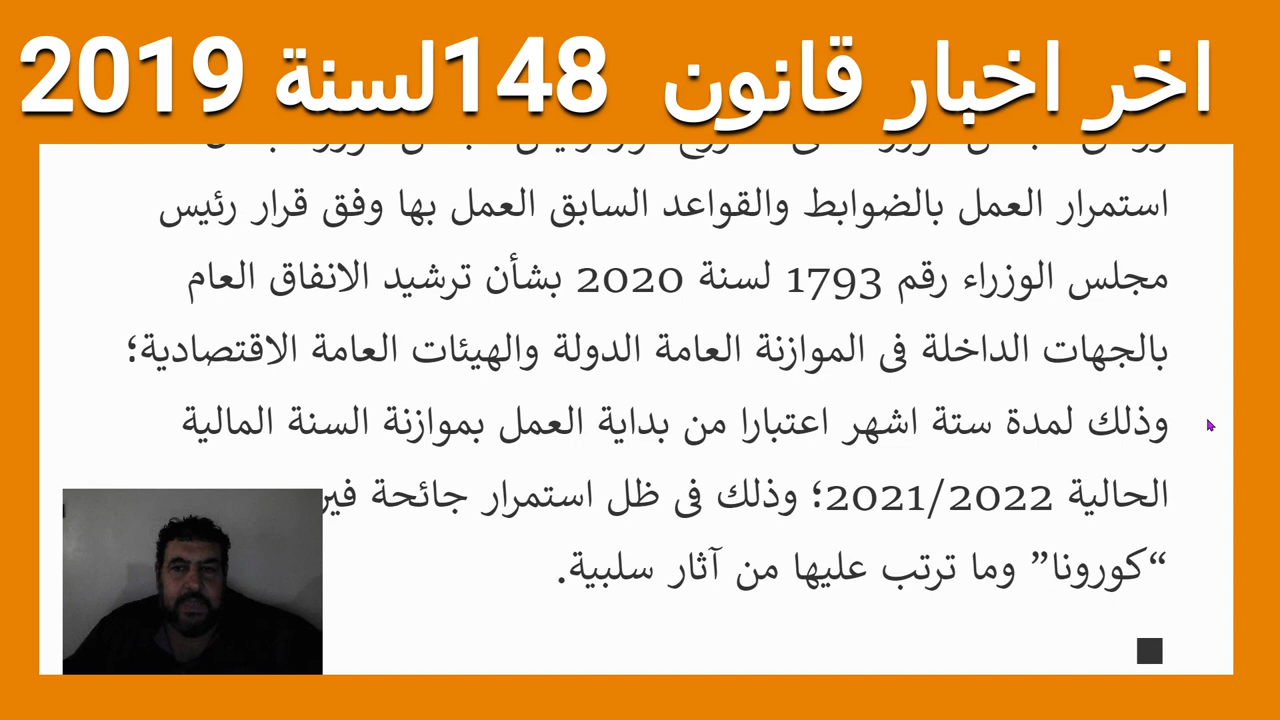 اخر اخبار قانون 148لسنة 2019
استمرار العمل بالضوابط والقواعد السابق العمل بها وفق قرار رئيس
مجلس الوزراء رقم 1793 لسنة 2020 بشأن ترشيد الانفاق العام
بالجهات الداخلة فى الموازنة العامة الدولة والهيئات العامة الاقتصادية؛
وذلك لمدة ستة اشهر اعتبارا من بداية العمل بموازنة السنة المالية
الحالية 2021/2022؛ وذلك فى ظل استمرار جائحة
“كورونا” وما ترتب عليها من آثار سلبية.